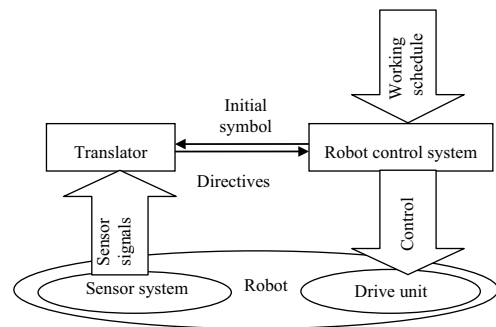 Working
schedule
Initial
symbol
Translator
Robot control system
Directives
Sensor
signals
Control
Sensor system
Robot
Drive unit